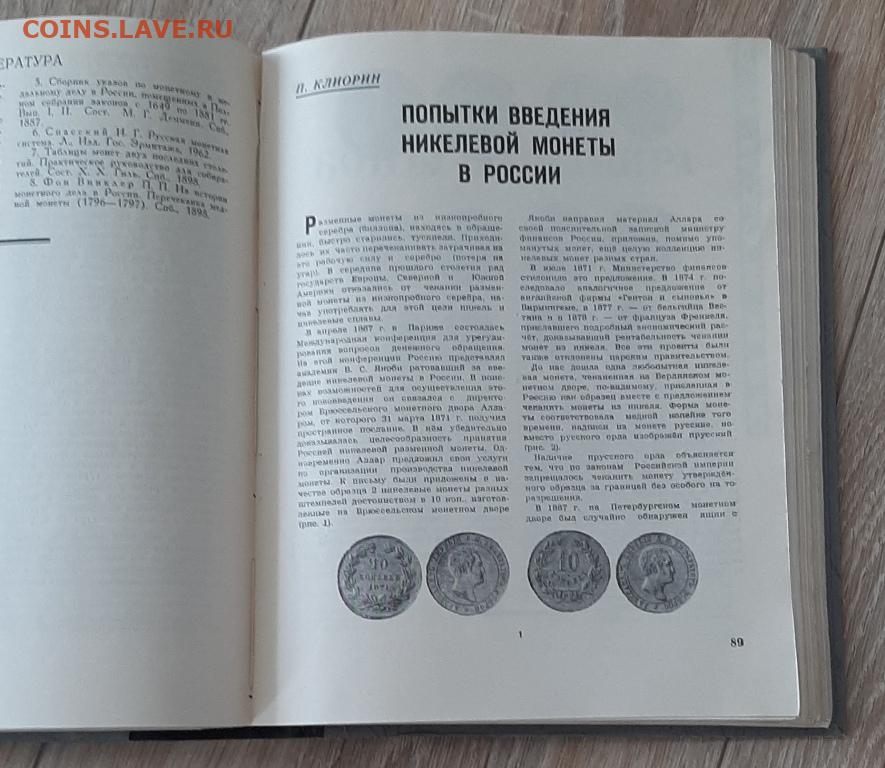 COINS.LAVE.RU
ЕРАТУРА
5. Сборник указов по монетному и ме-
дальному делу в России, помещенных в Пол-
ном собрании законов с 1649 по 1881 гг.
Вып. I, II. Сост. М. Г. Деммени. Спб.,
1887.
6. Спасский И. Г. Русская монетная
система. Л., Изд. Гос. Эрмитажа, 1962.
7. Таблицы монет двух последних столе-
тий. Практическое руководство для собира-
телей. Сост. Х. Х. Гиль. Спб., 1898.
8. Фон Винклер П. П. Из истории
монетного дела в России. Перечеканка мед-
ной монеты (1796—1797). Спб., 1898.
П. КЛИОРИН
ПОПЫТКИ ВВЕДЕНИЯ
НИКЕЛЕВОЙ МОНЕТЫ
В РОССИИ
Разменные монеты из низкопробного
серебра (биллона), находясь в обраще-
нии, быстро старились, тускнели. Приходи-
лось их часто перечеканивать затрачивая на
это рабочую силу и серебро (потеря на
угар). В середине прошлого столетия ряд
государств Европы, Северной и Южной
Америки отказались от чеканки размен-
ной монеты из низкопробного серебра, на-
чав употреблять для этой цели никель и
никелевые сплавы.
В апреле 1867 г. в Париже состоялась
Международная конференция для урегули-
рования вопросов денежного обращения.
На этой конференции Россию представлял
академик Б. С. Якоби ратовавший за вве-
дение никелевой монеты в России. В поис-
ках возможностей для осуществления это-
го нововведения он связался с директо-
ром Брюссельского монетного двора Алла-
ром, от которого 31 марта 1871 г. получил
пространное послание. В нём убедительно
доказывалась целесообразность принятия
Россией никелевой разменной монеты. Од-
новременно Аллар предложил свои услуги
по организации производства никелевой
монеты. К письму были приложены в ка-
честве образца 2 никелевые монеты разных
штемпелей достоинством в 10 коп., изготов-
ленные на Брюссельском монетном дворе
(рис. 1).
Якоби направил материал Аллара со
своей пояснительной запиской министру
финансов России, приложив, помимо упо-
мянутых монет, ещё целую коллекцию ни-
келевых монет разных стран.
В июле 1871 г. Министерство финансов
отклонило это предложение. В 1874 г. по-
следовало аналогичное предложение от
английской фирмы «Гентон и сыновья» в
Бирмингеме, в 1877 г. — от бельгийца Вес-
тина и в 1878 г. — от француза Френкеля,
приславшего подробный экономический рас-
чёт, доказывавший рентабельность чеканки
монет из никеля. Все эти проекты были
также отклонены царским правительством.
До нас дошла одна любопытная никеле-
вая монета, чеканенная на Берлинском мо-
нетном дворе, по-видимому, присланная в
Россию как образец вместе с предложением
чеканить монеты из никеля. Форма моне-
ты соответствовала медной копейке того
времени, надписи на монете русские, но
вместо русского орла изображён прусский
(рис. 2).
Наличие прусского орла объясняется
тем, что по законам Российской империи
запрещалось чеканить монету утверждён-
ного образца за границей без особого на то-
разрешения.
В 1887 г. на Петербургском монетном
дворе был случайно обнаружен ящик с
10
КОПЕЕКЪ
1871
10
1
89